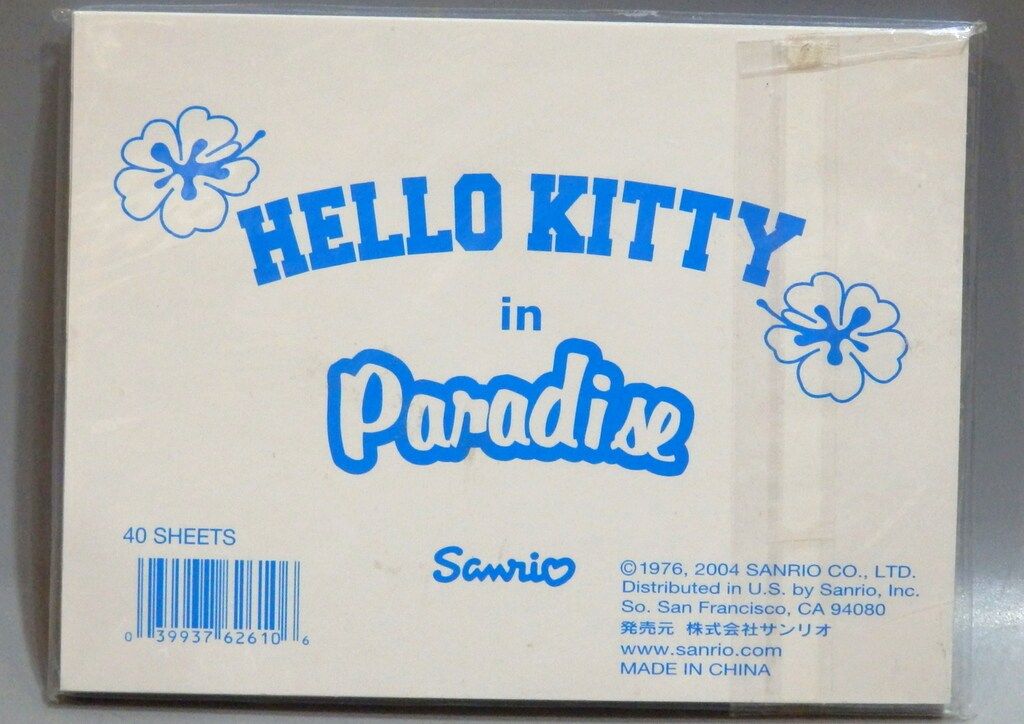 HELLO KITTY
in
Paradise
40 SHEETS
0 39937 62610 6
Sanrio
©1976, 2004 SANRIO CO., LTD.
Distributed in U.S. by Sanrio, Inc.
So. San Francisco, CA 94080
発売元 株式会社サンリオ
www.sanrio.com
MADE IN CHINA